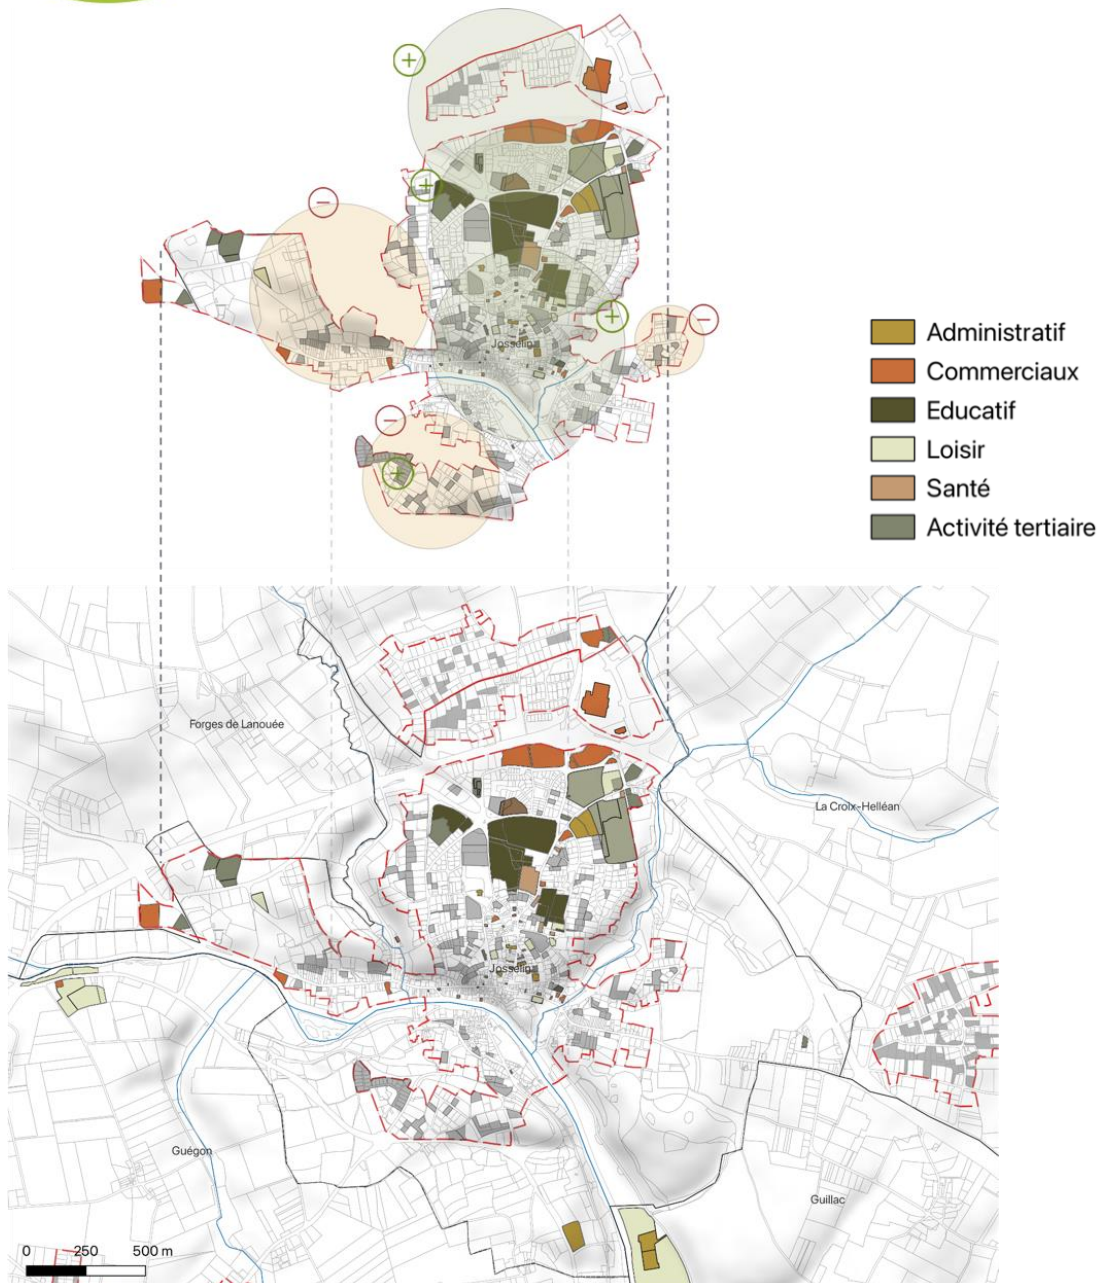 +
+
-
Josselin
+
-
-
+
Administratif
Commerciaux
Educatif
Loisir
Santé
Activité tertiaire
Forges de Lanouée
La Croix-Helléan
Josselin
Guégon
Guillac
0 250 500 m